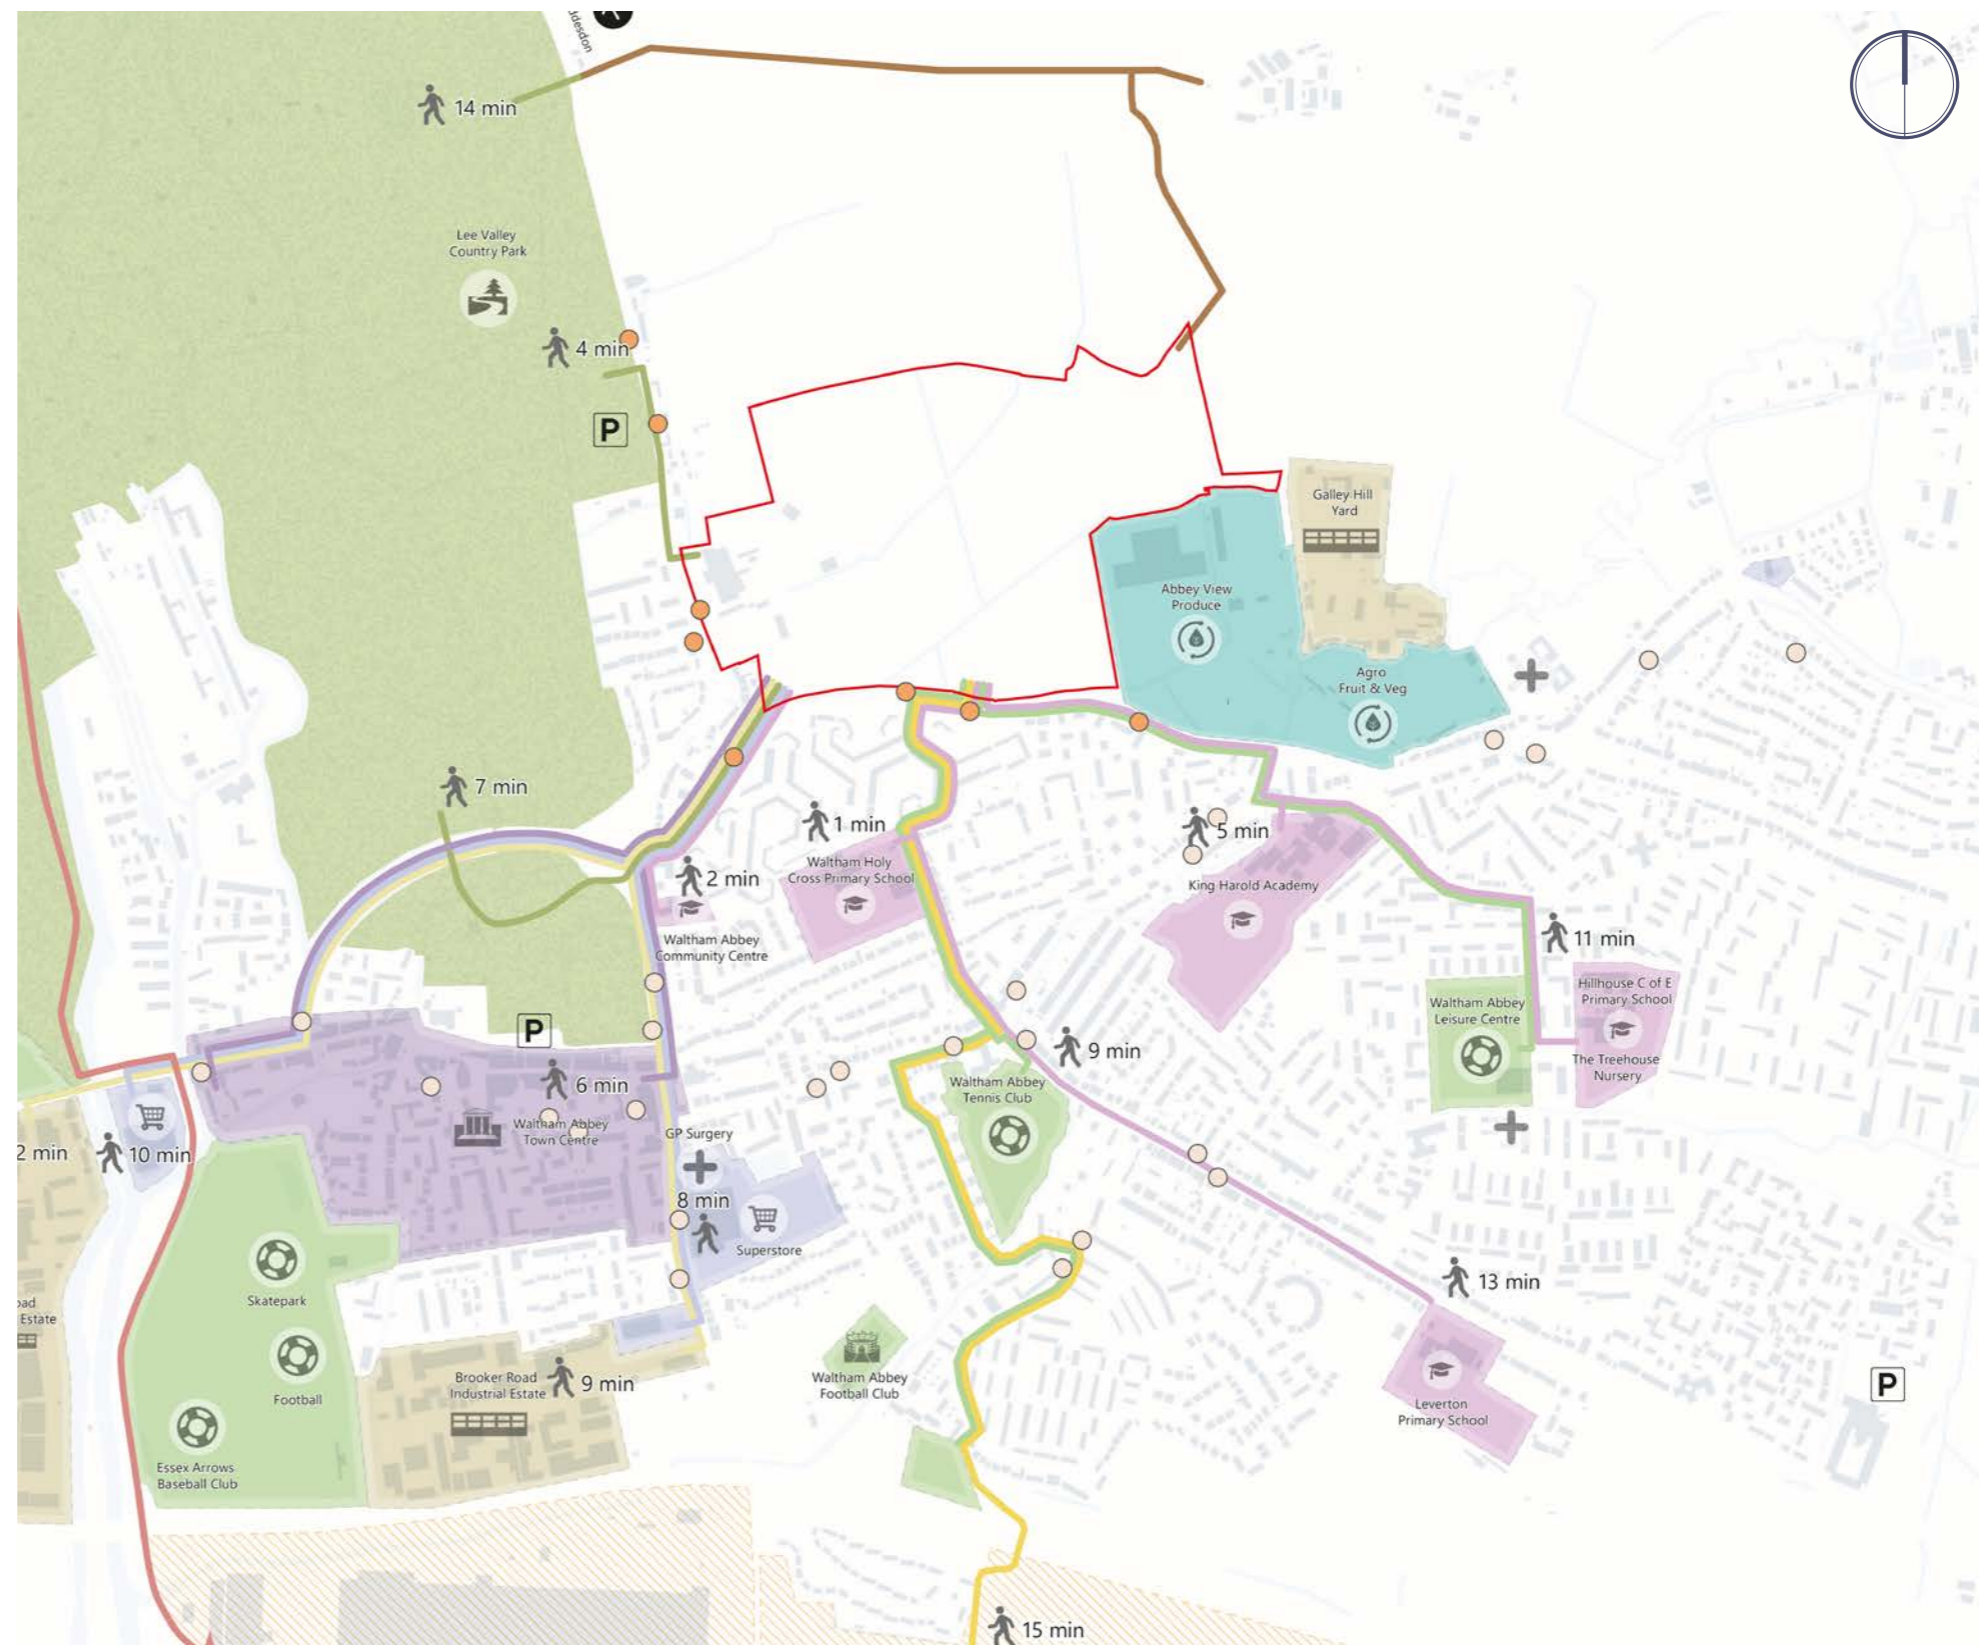 ddesdon
14 min
Lee Valley
Country Park
4 min
P
Galley Hill
Yard
Abbey View
Produce
Agro
Fruit & Veg
7 min
1 min
5 min
Waltham Holy
Cross Primary School
2 min
King Harold Academy
Waltham Abbey
Community Centre
11 min
Hillhouse C of E
Primary School
Waltham Abbey
Leisure Centre
P
9 min
The Treehouse
Nursery
6 min
Waltham Abbey
Tennis Club
Waltham Abbey
Town Centre
GP Surgery
2 min
10 min
8 min
Superstore
Skatepark
13 min
oad
Estate
Football
Brooker Road
Industrial Estate
9 min
Waltham Abbey
Football Club
P
Leverton
Primary School
Essex Arrows
Baseball Club
15 min